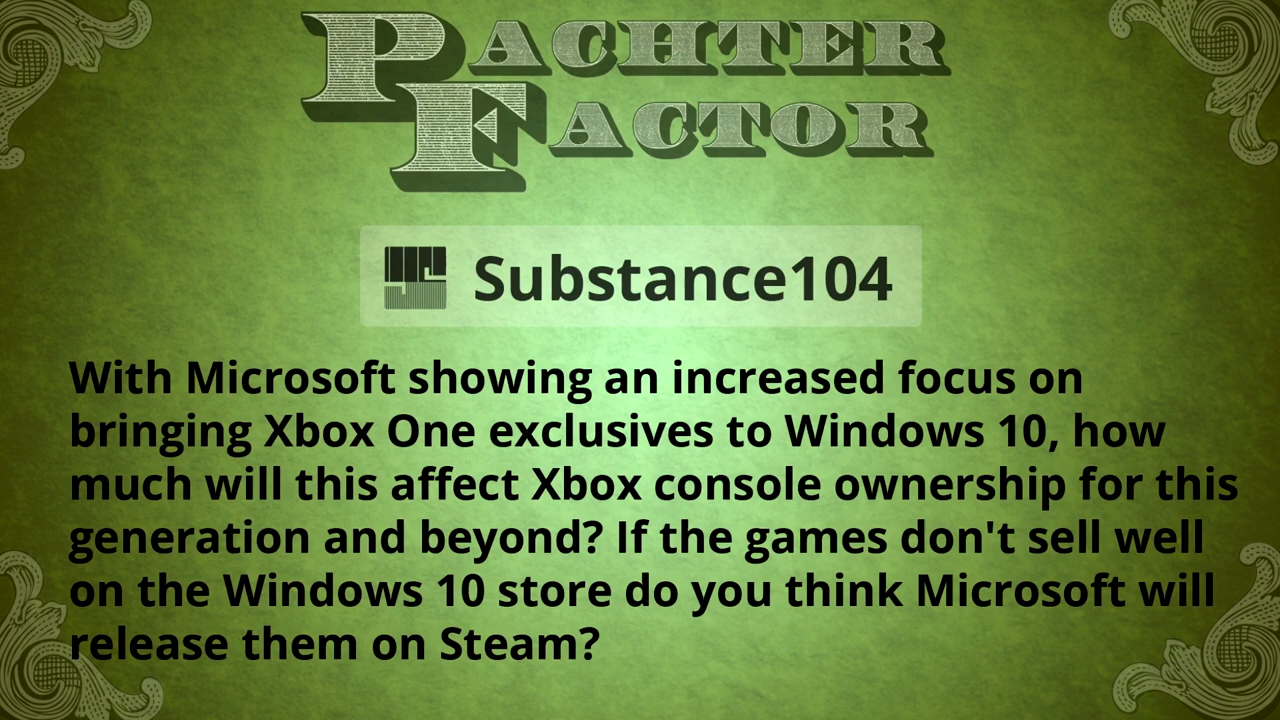 PACHTER
FACTOR
Substance104
With Microsoft showing an increased focus on
bringing Xbox One exclusives to Windows 10, how
much will this affect Xbox console ownership for this
generation and beyond? If the games don't sell well
on the Windows 10 store do you think Microsoft will
release them on Steam?